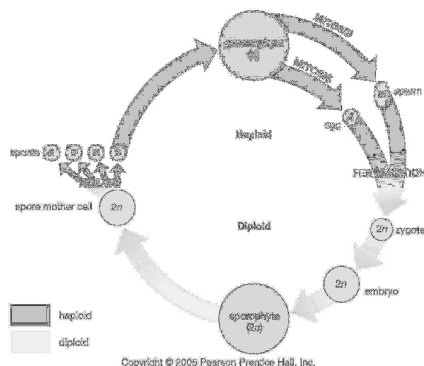 MITOSIS
MITOSIS
sperm
egg
Haploid
spores
FERTILIZATION
spore mother cell
2n
Diploid
2n
zygote
2n
embryo
sporophyte
(2n)
haploid
diploid
Copyright © 2005 Pearson Prentice Hall, Inc.